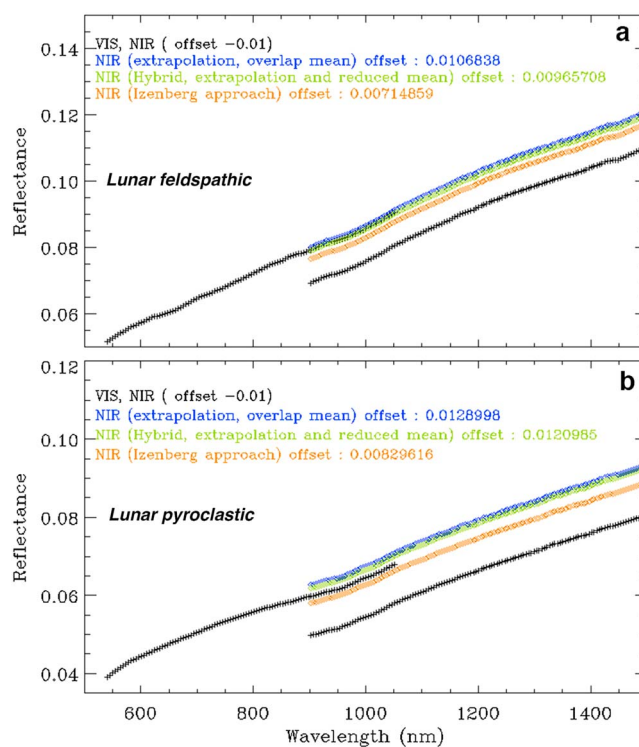 a
0.14
VIS, NIR ( offset -0.01)
NIR (extrapolation, overlap mean) offset : 0.0106838
NIR (Hybrid, extrapolation and reduced mean) offset : 0.00965708
NIR (Izenberg approach) offset : 0.00714859
0.12
Lunar feldspathic
0.10
0.08
0.06
Reflectance
b
0.12
VIS, NIR ( offset -0.01)
NIR (extrapolation, overlap mean) offset : 0.0128998
NIR (Hybrid, extrapolation and reduced mean) offset : 0.0120985
NIR (Izenberg approach) offset : 0.00829616
0.10
Lunar pyroclastic
0.08
0.06
0.04
Reflectance
600 800 1000 1200 1400
Wavelength (nm)